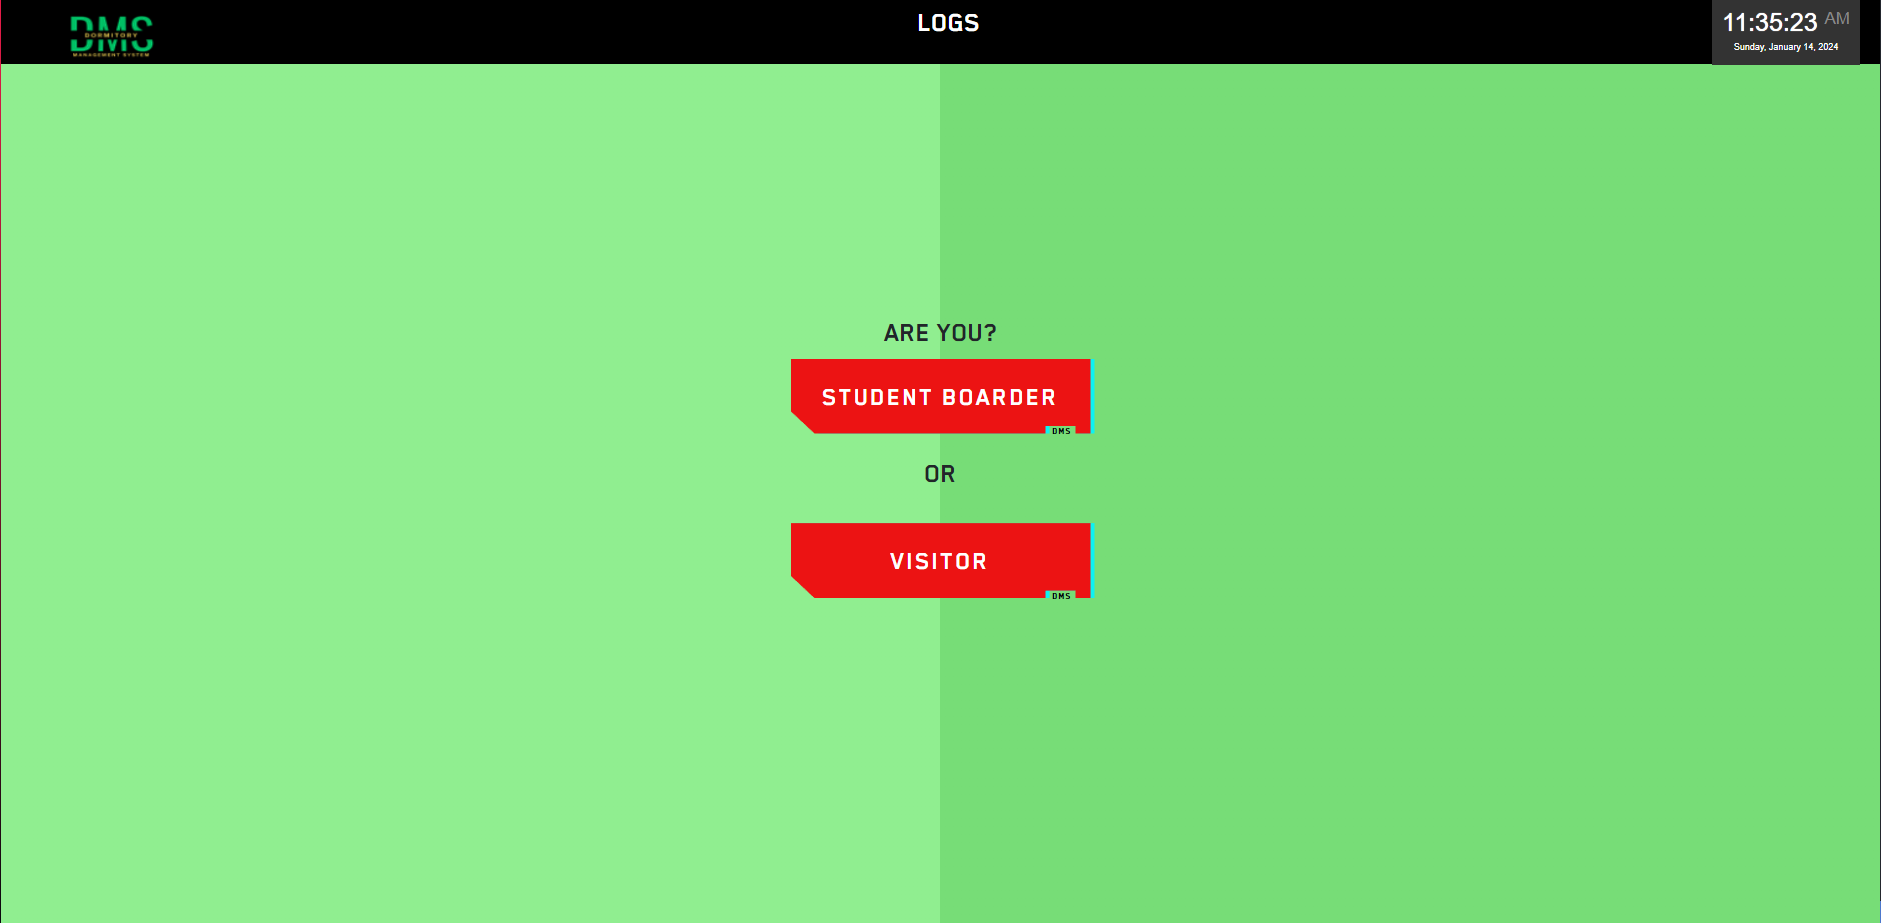 DMS
DORMITORY
MANAGEMENT SYSTEM
LOGS
11:35:23 AM
Sunday, January 14, 2024
ARE YOU?
STUDENT BOARDER
DMS
OR
VISITOR
DMS